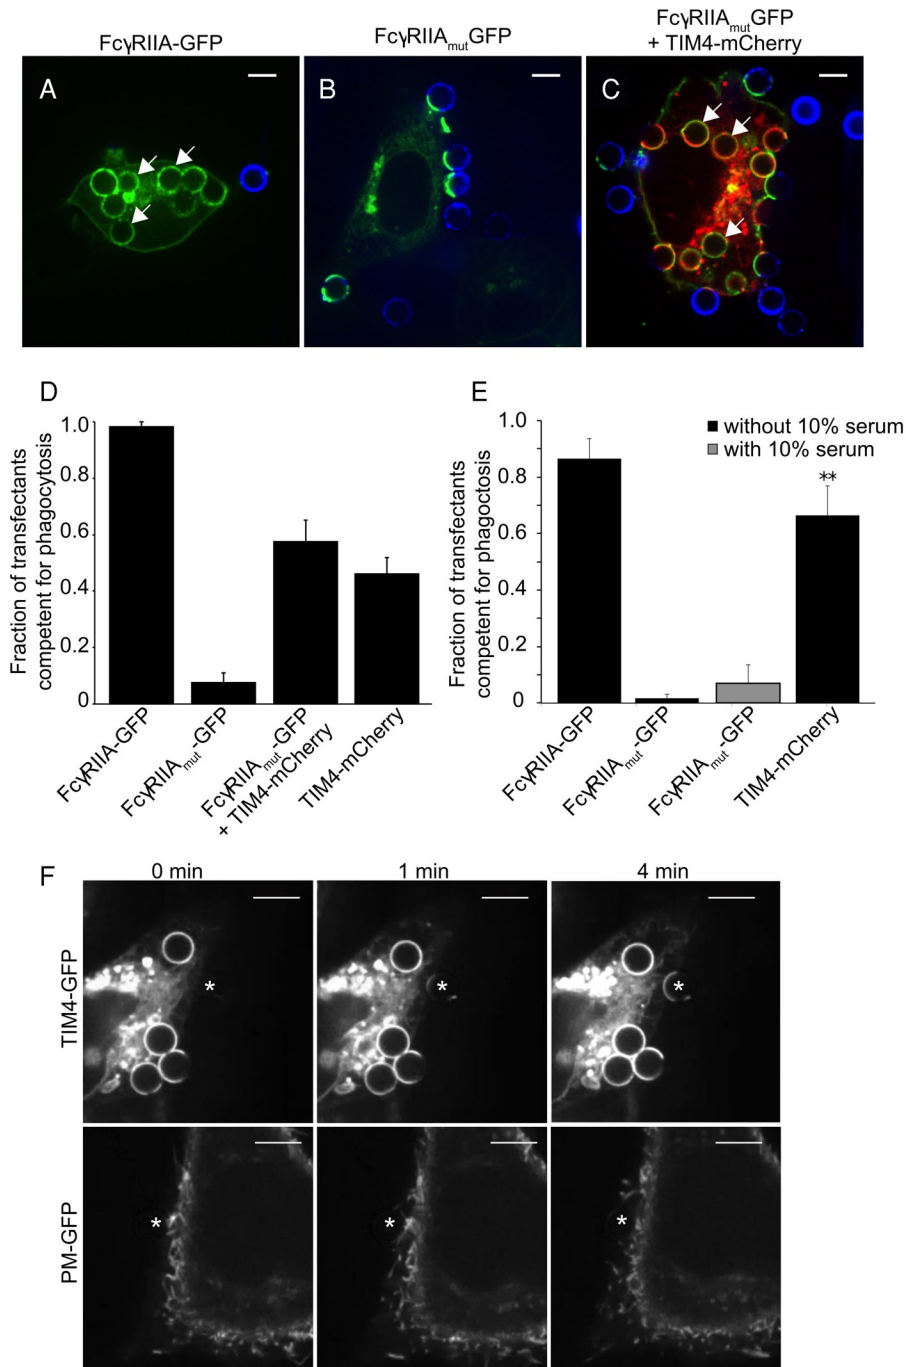 FcγRIIA-GFP
FcγRIIAmutGFP
FcγRIIAmutGFP
+ TIM4-mCherry
A
B
C
D
Fraction of transfectants
competent for phagocytosis
1.0
0.8
0.6
0.4
0.2
0
FcγRIIA-GFP
FcγRIIAmut-GFP
FcγRIIAmut-GFP
+ TIM4-mCherry
TIM4-mCherry
E
Fraction of transfectants
competent for phagoctosis
1.0
0.8
0.6
0.4
0.2
0
without 10% serum
with 10% serum
**
FcγRIIA-GFP
FcγRIIAmut-GFP
FcγRIIAmut-GFP
TIM4-mCherry
F
0 min
1 min
4 min
TIM4-GFP
*
*
*
PM-GFP
*
*
*